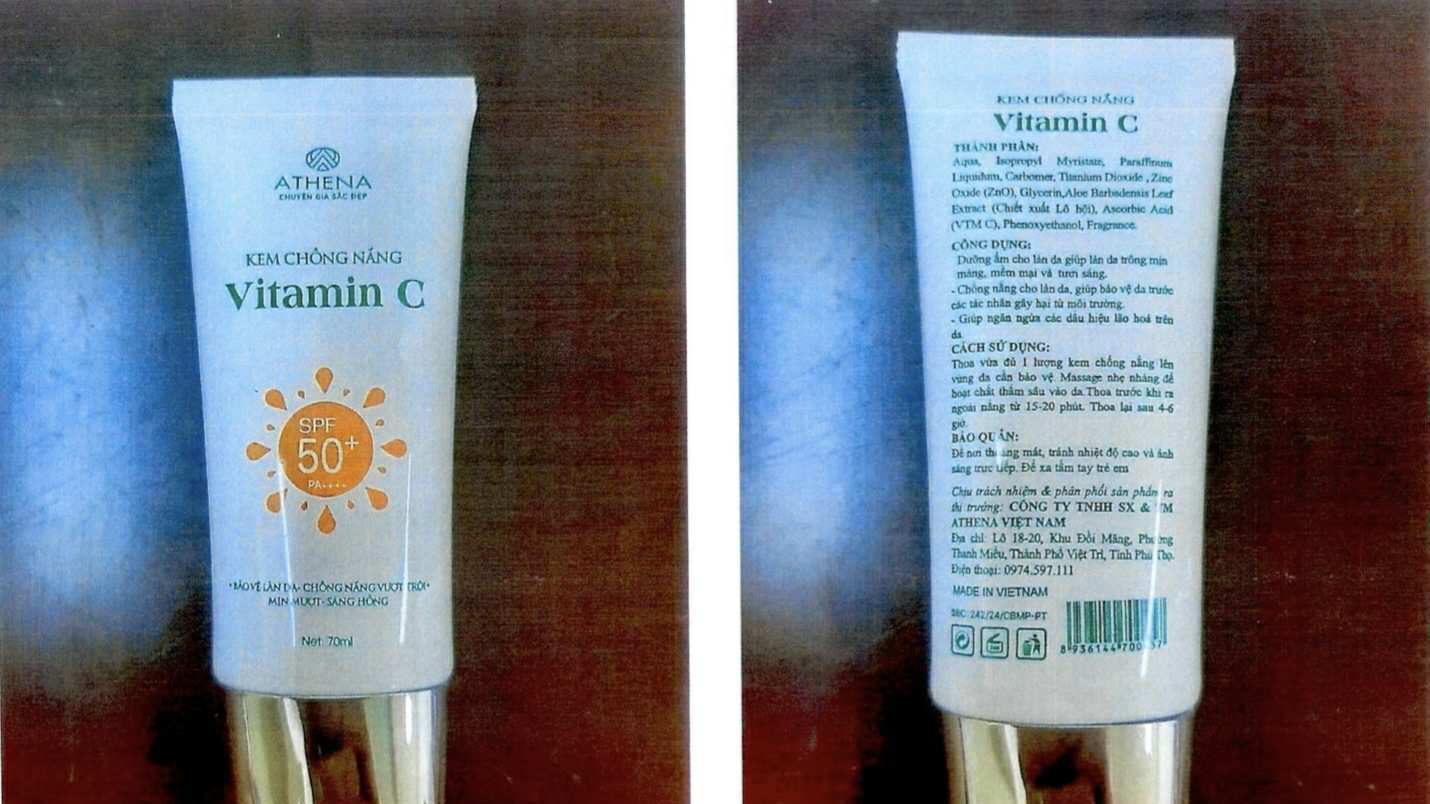 ATHENA
CHUYÊN GIA SẮC ĐẸP
KEM CHỐNG NẮNG
Vitamin C
SPF
50+
PA++++
•BẢO VỆ LÀN DA- CHỐNG NẮNG VƯỢT TRỘI•
MỊN MƯỢT- SÁNG HỒNG
Net: 70ml
KEM CHỐNG NẮNG
Vitamin C
THÀNH PHẦN:
Aqua, Isopropyl Myristate, Paraffinum
Liquidum, Carbomer, Titanium Dioxide , Zinc
Oxide (ZnO), Glycerin,Aloe Barbadensis Leaf
Extract (Chiết xuất Lô hội), Ascorbic Acid
(VTM C), Phenoxyethanol, Fragrance.
CÔNG DỤNG:
Dưỡng ẩm cho làn da giúp làn da trông mịn
màng, mềm mại và tươi sáng.
- Chống nắng cho làn da, giúp bảo vệ da trước
các tác nhân gây hại từ môi trường.
- Giúp ngăn ngừa các dấu hiệu lão hoá trên
da.
CÁCH SỬ DỤNG:
Thoa vừa đủ 1 lượng kem chống nắng lên
vùng da cần bảo vệ. Massage nhẹ nhàng để
hoạt chất thẩm sâu vào da.Thoa trước khi ra
ngoài nắng từ 15-20 phút. Thoa lại sau 4-6
giờ.
BẢO QUẢN:
Để nơi thoáng mát, tránh nhiệt độ cao và ánh
sáng trực tiếp. Để xa tầm tay trẻ em
Chịu trách nhiệm & phân phối sản phẩm ra
thị trường: CÔNG TY TNHH SX & TM
ATHENA VIỆT NAM
Địa chỉ: Lô 18-20, Khu Đồi Măng, Phường
Thanh Miếu, Thành Phố Việt Trì, Tỉnh Phú Thọ.
Điện thoại: 0974.597.111
MADE IN VIETNAM
SBC: 242/24/CBMP-PT